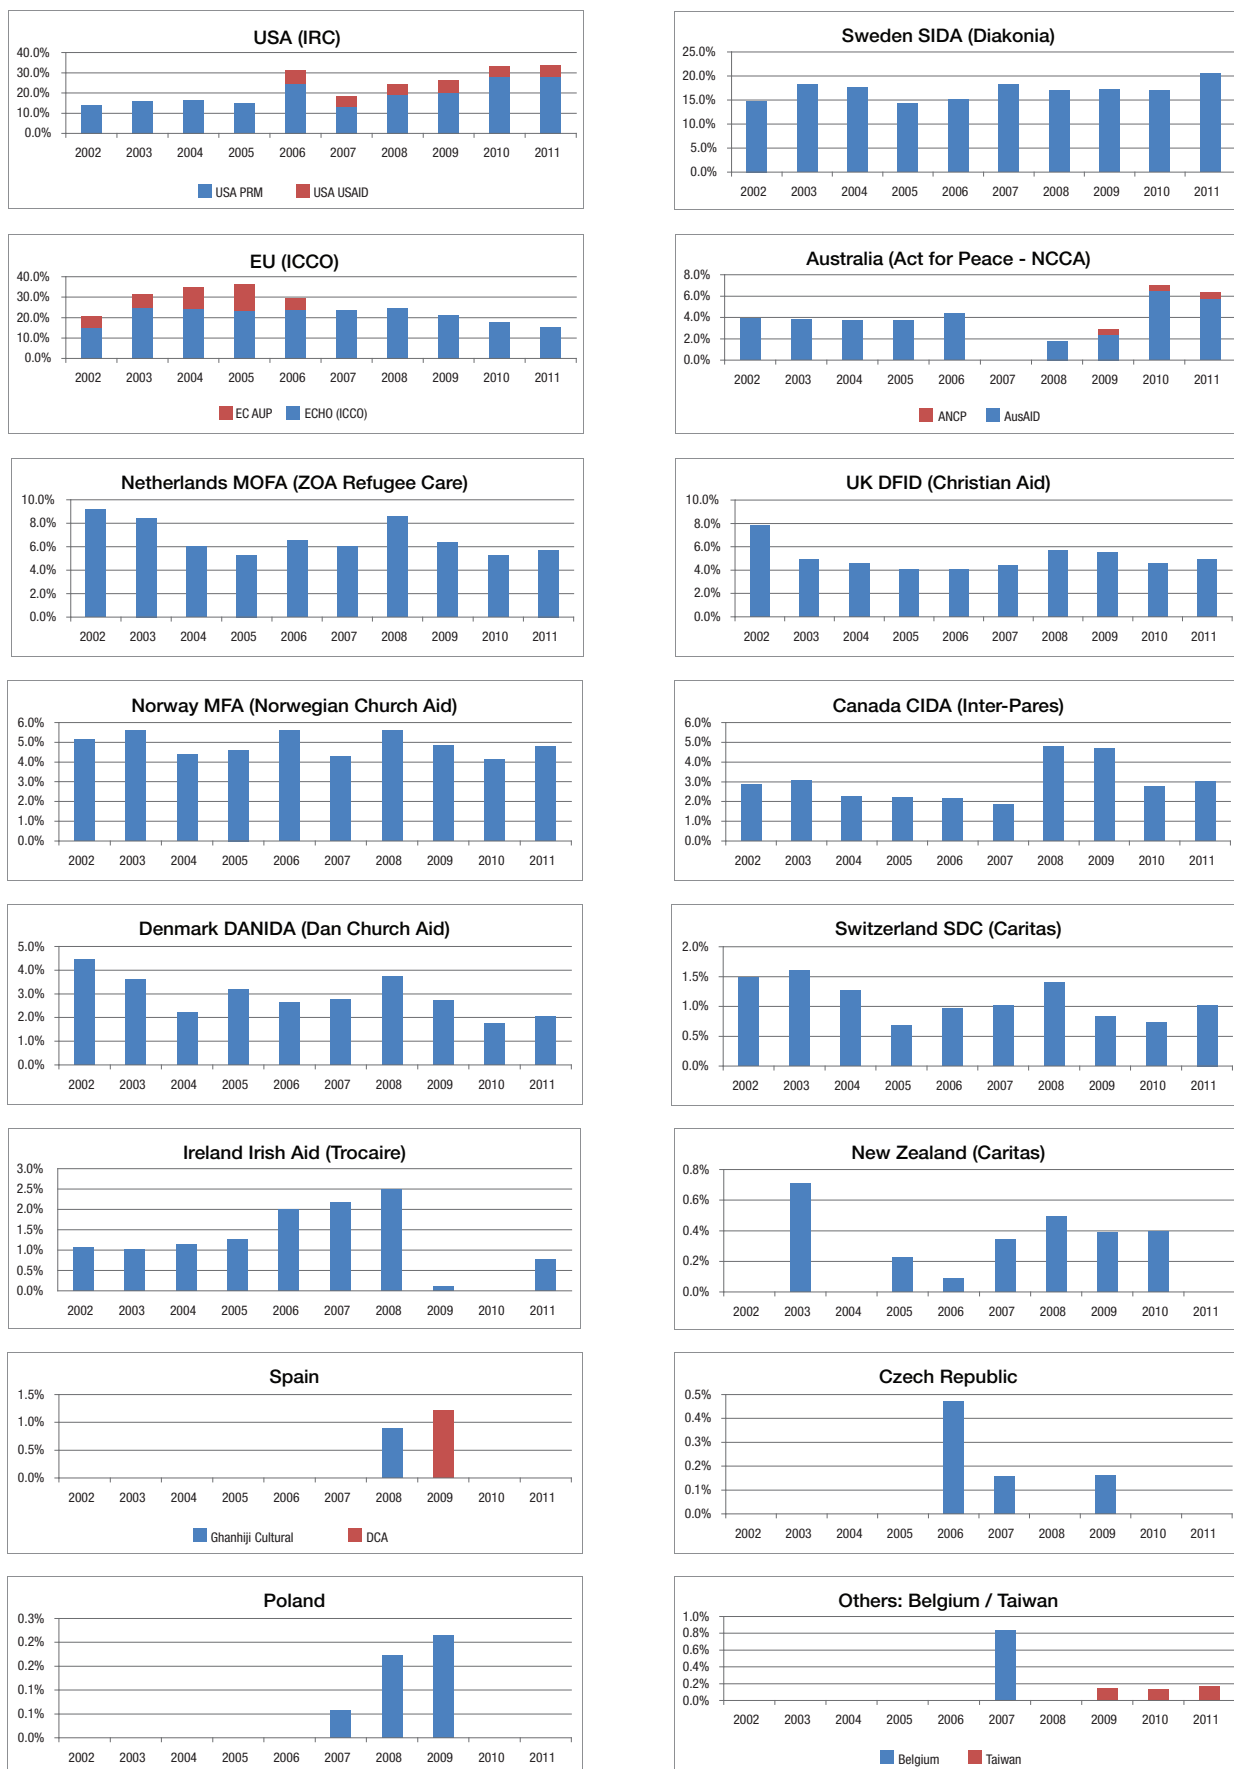 USA (IRC)
40.0%
30.0%
20.0%
10.0%
0.0%
2002 2003 2004 2005 2006 2007 2008 2009 2010 2011
USA PRM USA USAID
Sweden SIDA (Diakonia)
25.0%
20.0%
15.0%
10.0%
5.0%
0.0%
2002 2003 2004 2005 2006 2007 2008 2009 2010 2011
EU (ICCO)
40.0%
30.0%
20.0%
10.0%
0.0%
2002 2003 2004 2005 2006 2007 2008 2009 2010 2011
EC AUP ECHO (ICCO)
Australia (Act for Peace - NCCA)
8.0%
6.0%
4.0%
2.0%
0.0%
2002 2003 2004 2005 2006 2007 2008 2009 2010 2011
ANCP AusAID
Netherlands MOFA (ZOA Refugee Care)
10.0%
8.0%
6.0%
4.0%
2.0%
0.0%
2002 2003 2004 2005 2006 2007 2008 2009 2010 2011
UK DFID (Christian Aid)
10.0%
8.0%
6.0%
4.0%
2.0%
0.0%
2002 2003 2004 2005 2006 2007 2008 2009 2010 2011
Norway MFA (Norwegian Church Aid)
6.0%
5.0%
4.0%
3.0%
2.0%
1.0%
0.0%
2002 2003 2004 2005 2006 2007 2008 2009 2010 2011
Canada CIDA (Inter-Pares)
6.0%
5.0%
4.0%
3.0%
2.0%
1.0%
0.0%
2002 2003 2004 2005 2006 2007 2008 2009 2010 2011
Denmark DANIDA (Dan Church Aid)
5.0%
4.0%
3.0%
2.0%
1.0%
0.0%
2002 2003 2004 2005 2006 2007 2008 2009 2010 2011
Switzerland SDC (Caritas)
2.0%
1.5%
1.0%
0.5%
0.0%
2002 2003 2004 2005 2006 2007 2008 2009 2010 2011
Ireland Irish Aid (Trocaire)
3.0%
2.5%
2.0%
1.5%
1.0%
0.5%
0.0%
2002 2003 2004 2005 2006 2007 2008 2009 2010 2011
New Zealand (Caritas)
0.8%
0.6%
0.4%
0.2%
0.0%
2002 2003 2004 2005 2006 2007 2008 2009 2010 2011
Spain
1.5%
1.0%
0.5%
0.0%
2002 2003 2004 2005 2006 2007 2008 2009 2010 2011
Ghanhiji Cultural DCA
Czech Republic
0.5%
0.4%
0.3%
0.2%
0.1%
0.0%
2002 2003 2004 2005 2006 2007 2008 2009 2010 2011
Poland
0.3%
0.2%
0.2%
0.1%
0.1%
0.0%
2002 2003 2004 2005 2006 2007 2008 2009 2010 2011
Others: Belgium / Taiwan
1.0%
0.8%
0.6%
0.4%
0.2%
0.0%
2002 2003 2004 2005 2006 2007 2008 2009 2010 2011
Belgium Taiwan